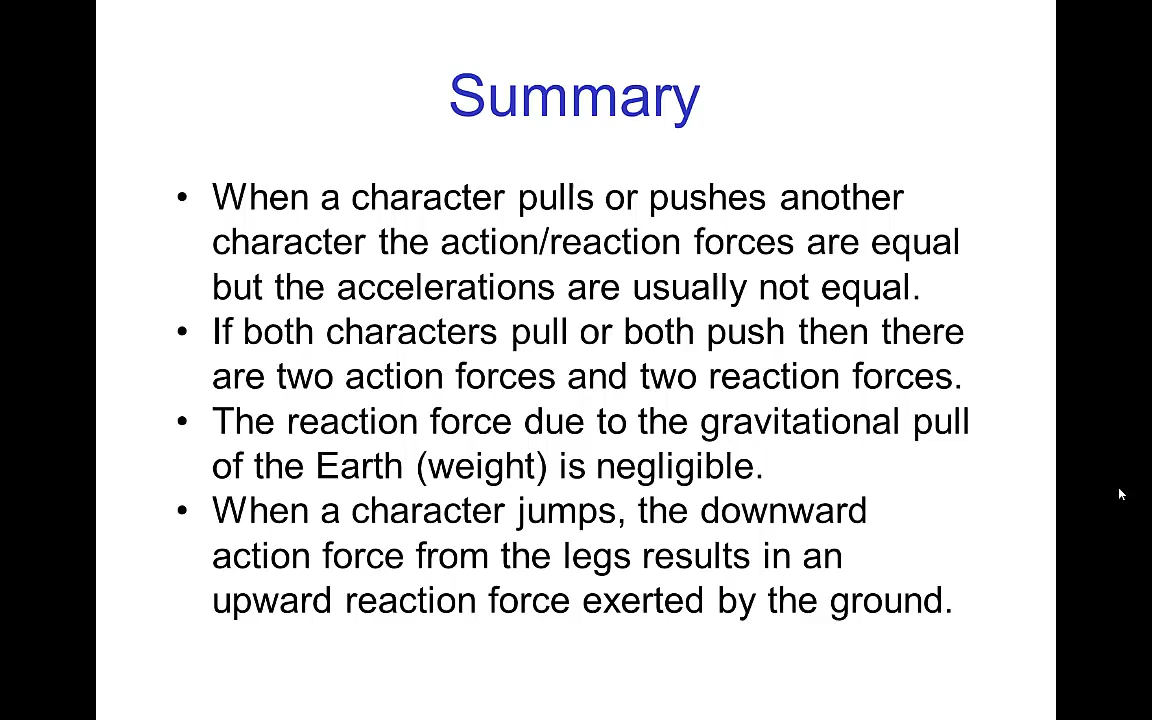 Summary
• When a character pulls or pushes another
character the action/reaction forces are equal
but the accelerations are usually not equal.
• If both characters pull or both push then there
are two action forces and two reaction forces.
• The reaction force due to the gravitational pull
of the Earth (weight) is negligible.
• When a character jumps, the downward
action force from the legs results in an
upward reaction force exerted by the ground.